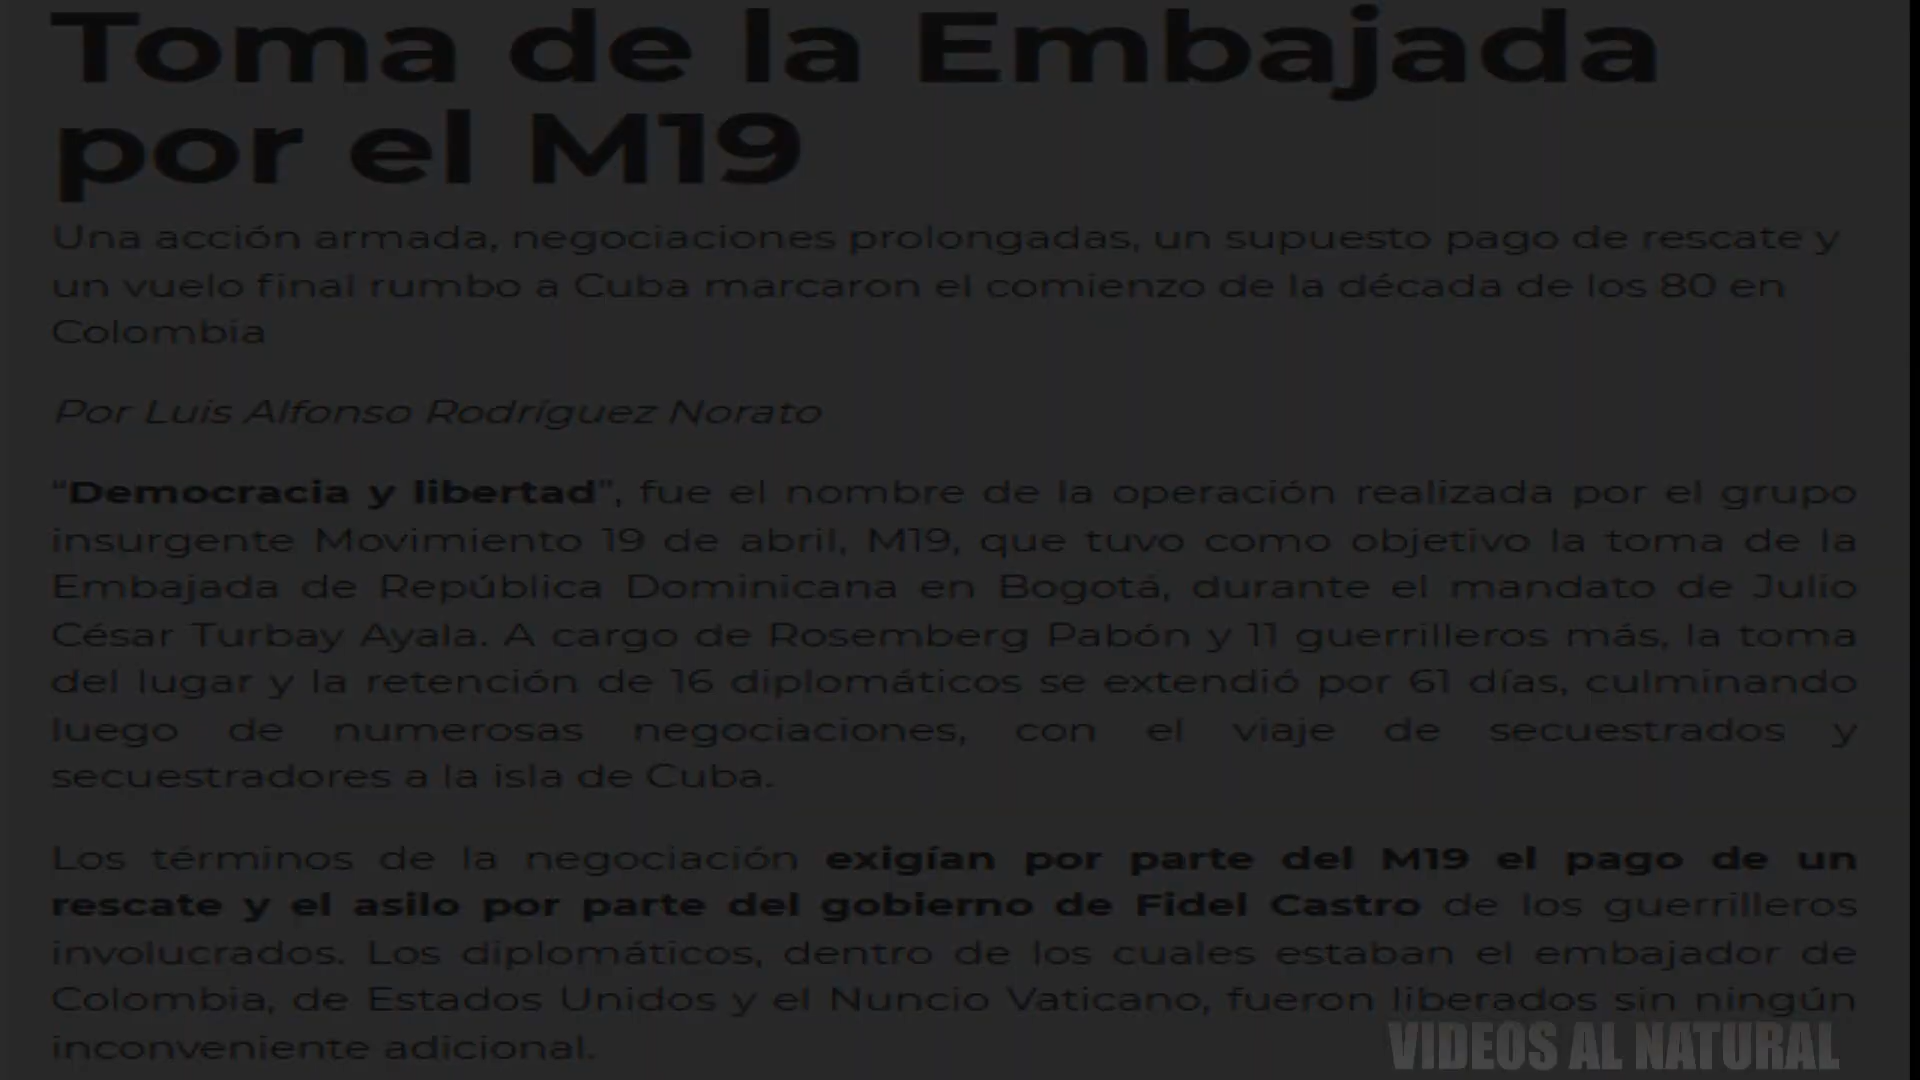 Toma de la Embajada
por el M19
Una acción armada, negociaciones prolongadas, un supuesto pago de rescate y
un vuelo final rumbo a Cuba marcaron el comienzo de la década de los 80 en
Colombia
Por Luis Alfonso Rodríguez Norato
“Democracia y libertad”, fue el nombre de la operación realizada por el grupo
insurgente Movimiento 19 de abril, M19, que tuvo como objetivo la toma de la
Embajada de República Dominicana en Bogotá, durante el mandato de Julio
César Turbay Ayala. A cargo de Rosemberg Pabón y 11 guerrilleros más, la toma
del lugar y la retención de 16 diplomáticos se extendió por 61 días, culminando
luego de numerosas negociaciones, con el viaje de secuestrados y
secuestradores a la isla de Cuba.
Los términos de la negociación exigían por parte del M19 el pago de un
rescate y el asilo por parte del gobierno de Fidel Castro de los guerrilleros
involucrados. Los diplomáticos, dentro de los cuales estaban el embajador de
Colombia, de Estados Unidos y el Nuncio Vaticano, fueron liberados sin ningún
inconveniente adicional.
VIDEOS AL NATURAL